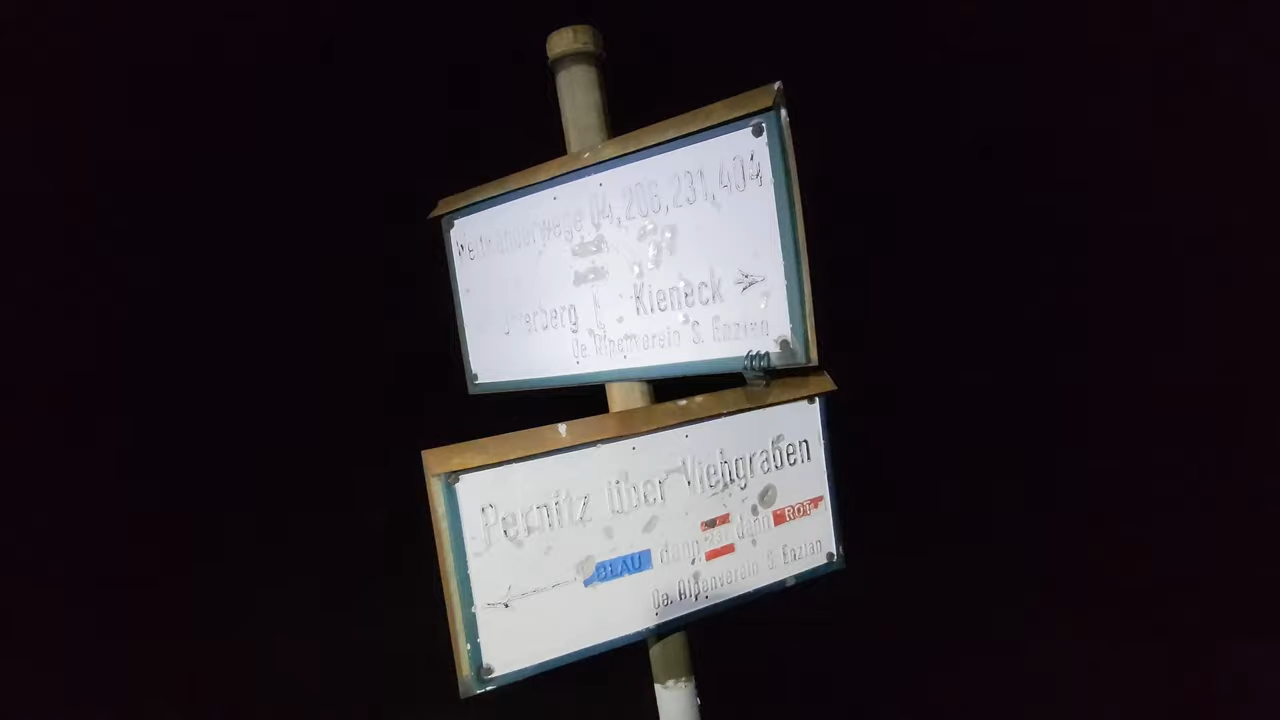 Weitwanderwege 04,206,231,404
Kieneck
Oe. Alpenverein S. Enzian
Pernitz über Viehgraben
BLAU dann 231 dann ROT
Oe. Alpenverein S. Enzian